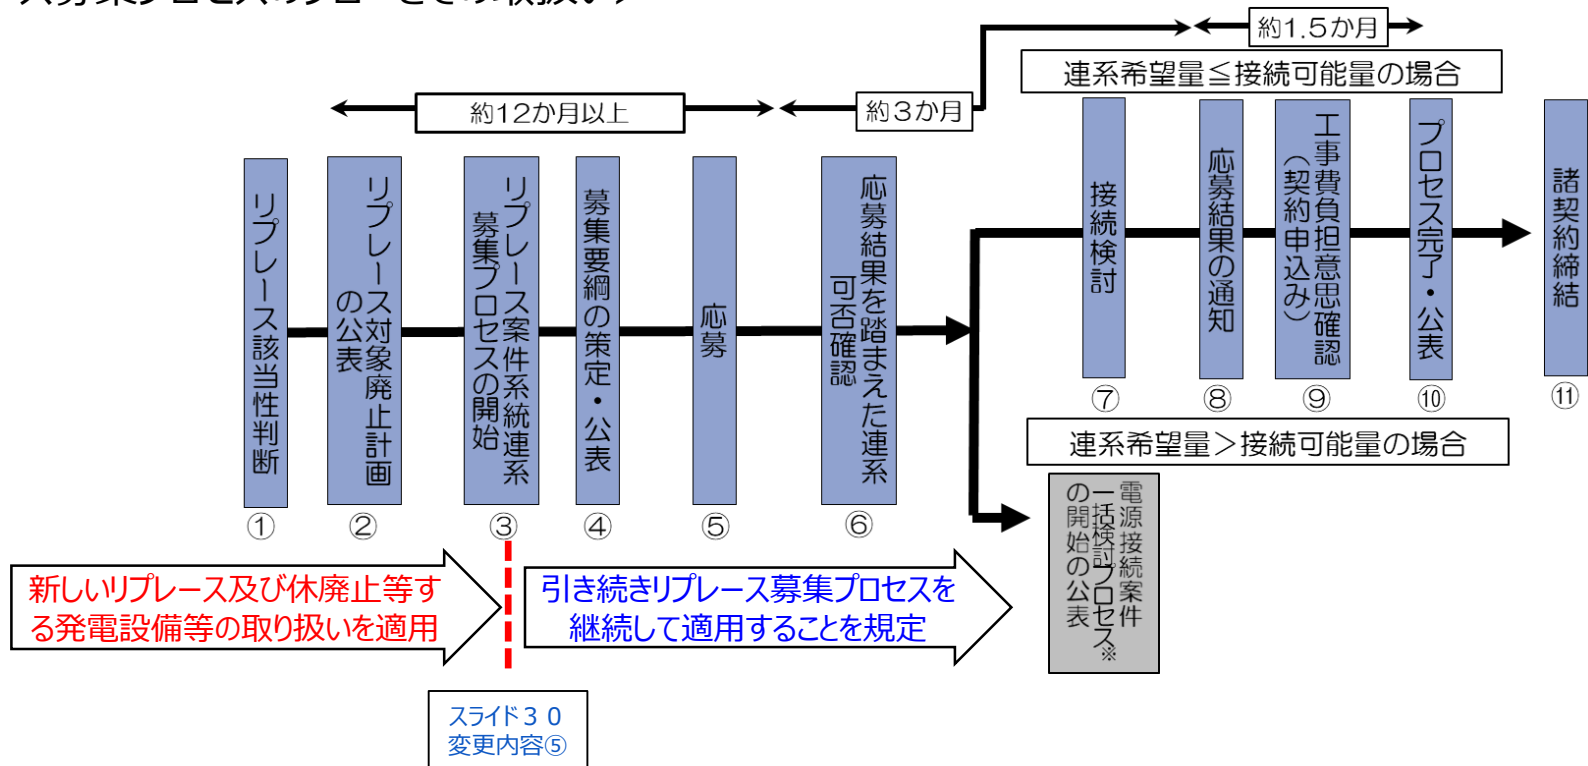 約1.5か月
連系希望量≦接続可能量の場合
約12か月以上
約3か月
リプレース該当性判断
①
リプレース対象廃止計画
の公表
②
リプレース案件系統連系
募集プロセスの開始
③
募集要綱の策定・公表
④
応募
⑤
応募結果を踏まえた連系
可否確認
⑥
接続検討
⑦
応募結果の通知
⑧
工事費負担意思確認
（契約申込み）
⑨
プロセス完了・公表
⑩
諸契約締結
⑪
連系希望量＞接続可能量の場合
電源接続案件
一括検討プロセス※
の開始の公表
新しいリプレース及び休廃止等す
る発電設備等の取り扱いを適用
引き続きリプレース募集プロセスを
継続して適用することを規定
スライド３０
変更内容⑤